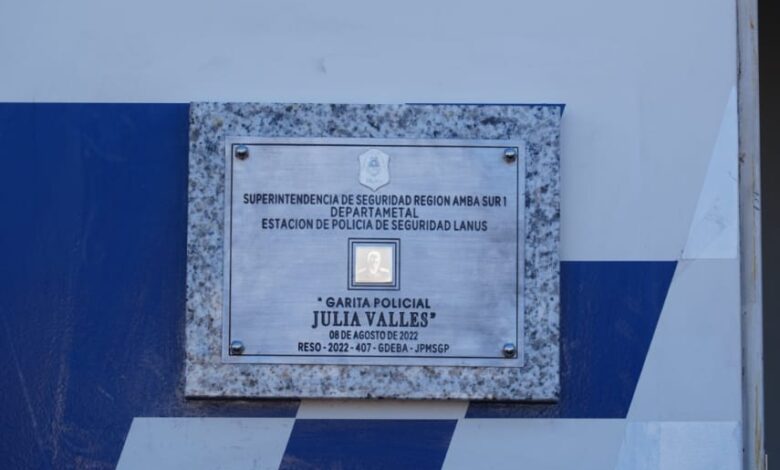 SUPERINTENDENCIA DE SEGURIDAD REGION AMBA SUR I
DEPARTAMETAL
ESTACION DE POLICIA DE SEGURIDAD LANUS
" GARITA POLICIAL
JULIA VALLES"
08 DE AGOSTO DE 2022
RESO - 2022 - 407 - GDEBA - JPMSGP